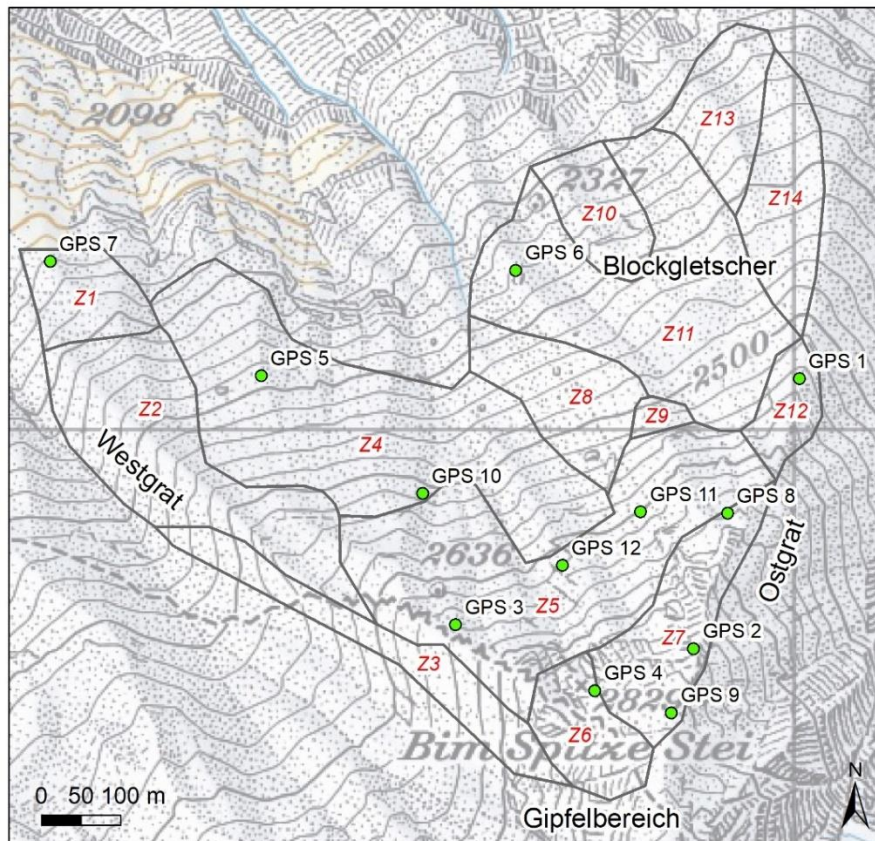 2098
Z13
2327
Z10
Z14
GPS 7
GPS 6
Blockgletscher
Z1
Z11
GPS 5
2500
GPS 1
Z8
Z9
Z12
Z2
Z4
Westgrat
GPS 10
GPS 11
GPS 8
2636
GPS 12
Ostgrat
GPS 3
Z5
Z7
GPS 2
Z3
GPS 4
2829
GPS 9
Z6
Bim Spitze Stei
0 50 100 m
Gipfelbereich
N